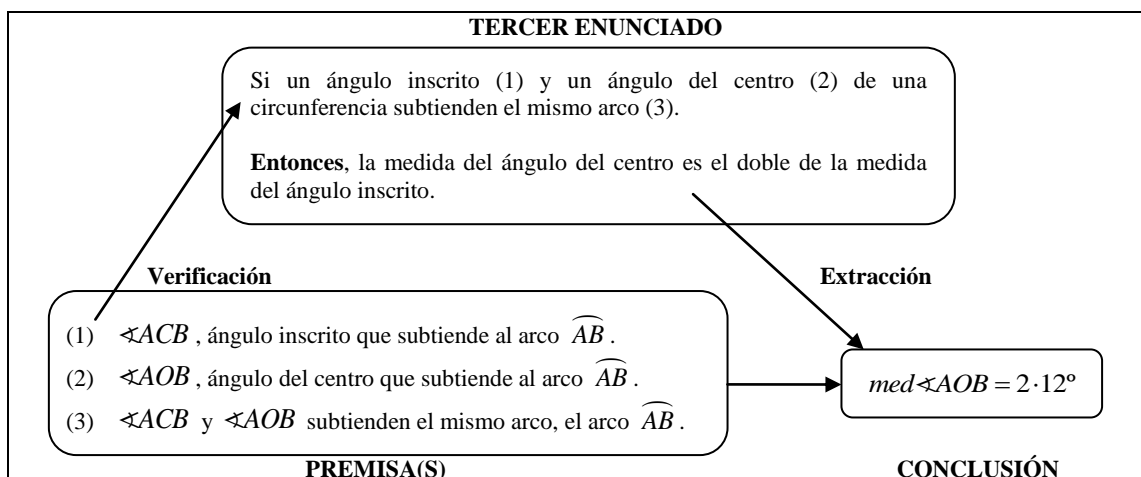 TERCER ENUNCIADO
Si un ángulo inscrito (1) y un ángulo del centro (2) de una
circunferencia subtienden el mismo arco (3).
Entonces, la medida del ángulo del centro es el doble de la medida
del ángulo inscrito.
Verificación
Extracción
(1) ∢ACB , ángulo inscrito que subtiende al arco A͡B .
(2) ∢AOB , ángulo del centro que subtiende al arco A͡B .
(3) ∢ACB y ∢AOB subtienden el mismo arco, el arco A͡B .
med∢AOB = 2·12º
PREMISA(S)
CONCLUSIÓN